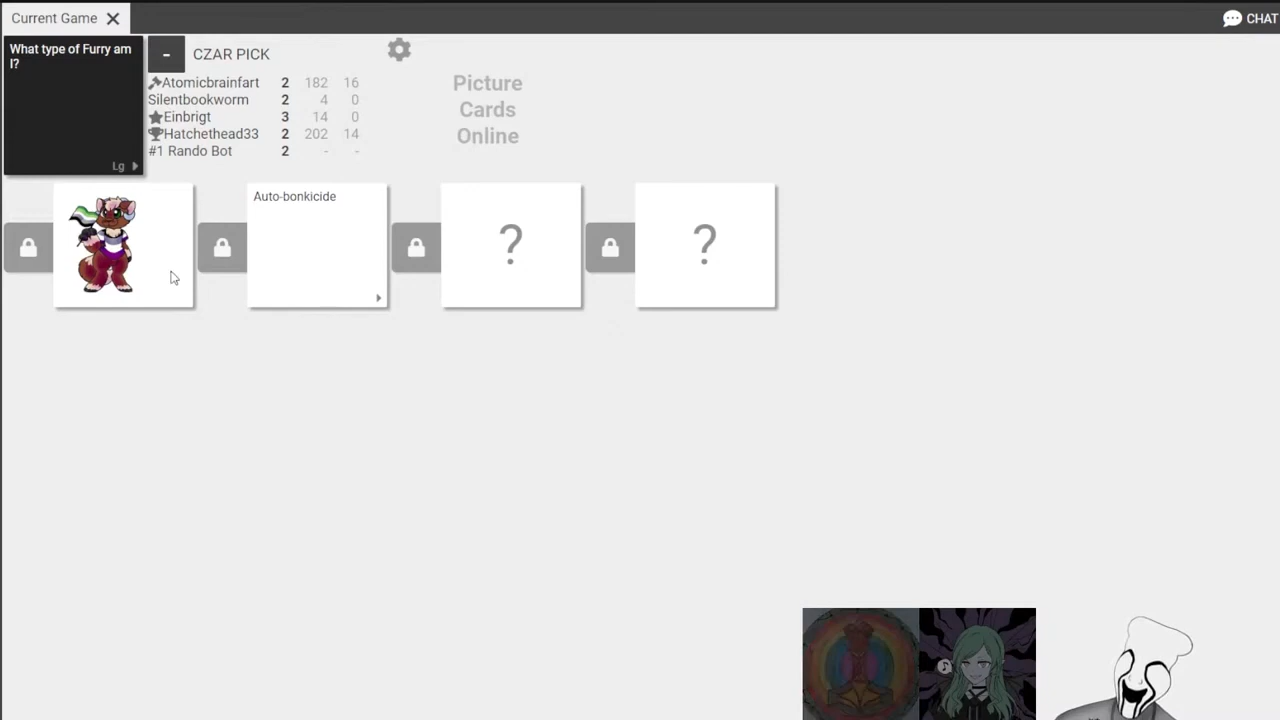 Current Game
CHAT
What type of Furry am
I?
Lg
-
CZAR PICK
Atomicbrainfart 2 182 16
Silentbookworm 2 4 0
Einbrigt 3 14 0
Hatchethead33 2 202 14
#1 Rando Bot 2 - -
Picture
Cards
Online
Auto-bonkicide
?
?